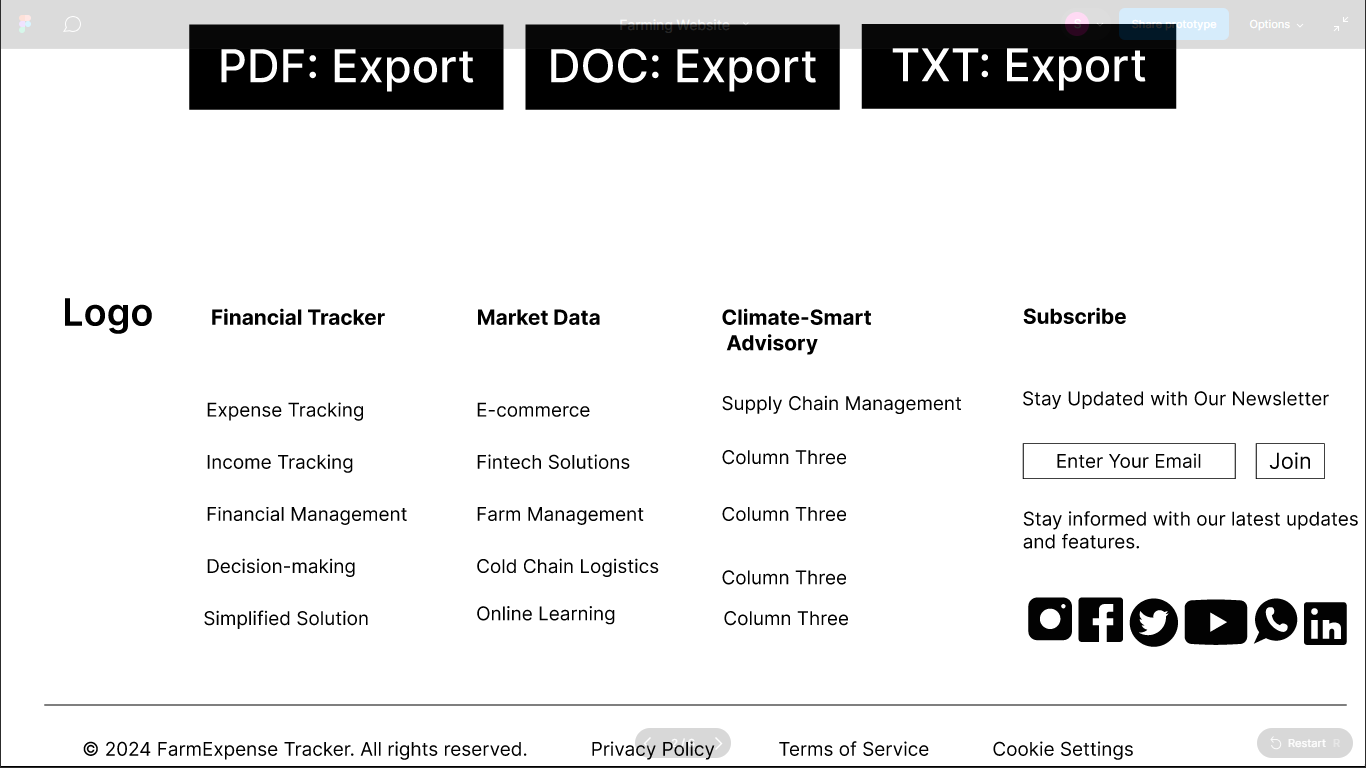 Farming Website
S
Share prototype
Options
PDF: Export
DOC: Export
TXT: Export
Logo
Financial Tracker
Expense Tracking
Income Tracking
Financial Management
Decision-making
Simplified Solution
Market Data
E-commerce
Fintech Solutions
Farm Management
Cold Chain Logistics
Online Learning
Climate-Smart
Advisory
Supply Chain Management
Column Three
Column Three
Column Three
Column Three
Subscribe
Stay Updated with Our Newsletter
Enter Your Email
Join
Stay informed with our latest updates
and features.
© 2024 FarmExpense Tracker. All rights reserved.
Privacy Policy
Terms of Service
Cookie Settings
Restart R